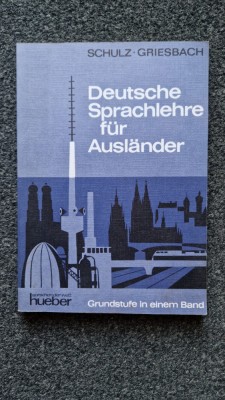 SCHULZ · GRIESBACH
Deutsche
Sprachlehre
für
Ausländer
hueber
Grundstufe in einem Band